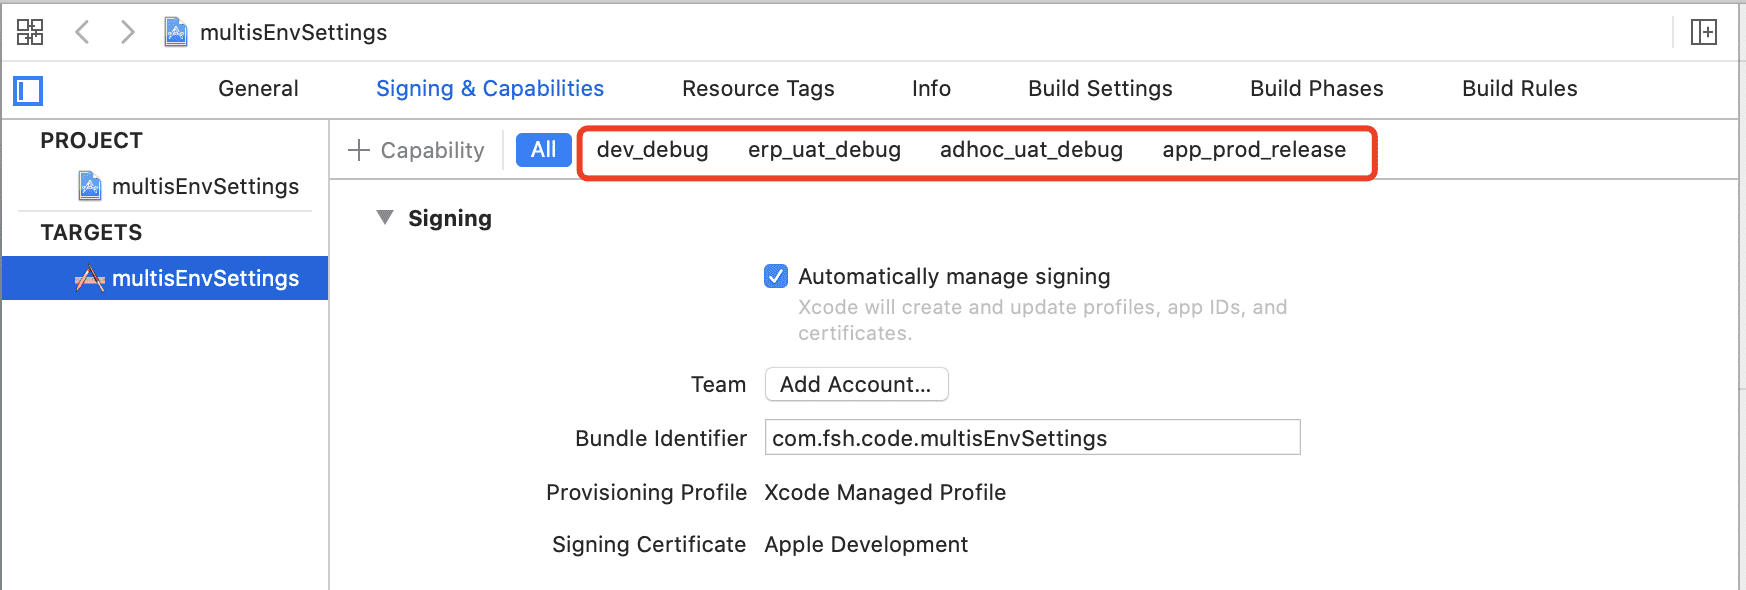 multisEnvSettings
General Signing & Capabilities Resource Tags Info Build Settings Build Phases Build Rules
PROJECT
multisEnvSettings
TARGETS
multisEnvSettings
+ Capability All dev_debug erp_uat_debug adhoc_uat_debug app_prod_release
Signing
Automatically manage signing
Xcode will create and update profiles, app IDs, and
certificates.
Team Add Account...
Bundle Identifier com.fsh.code.multisEnvSettings
Provisioning Profile Xcode Managed Profile
Signing Certificate Apple Development